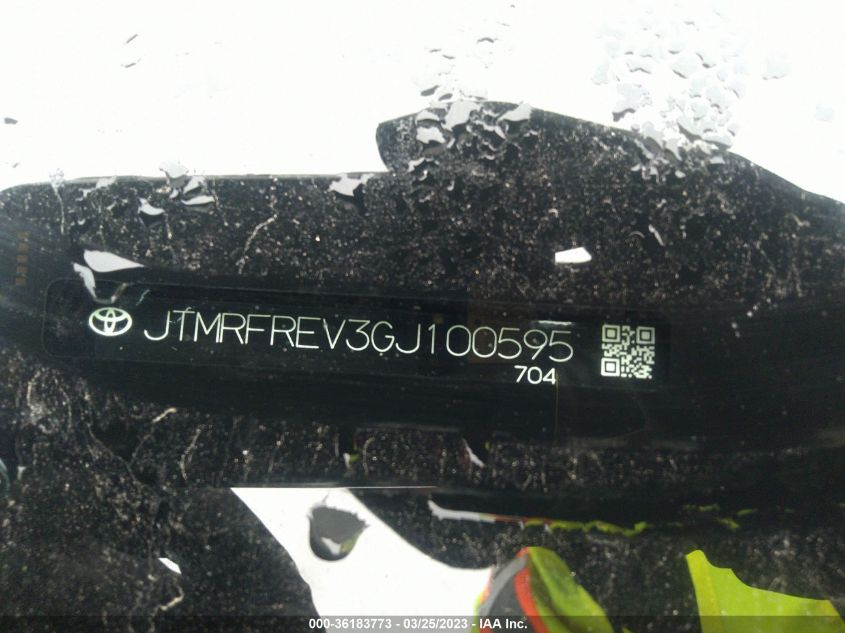 JTMRFREV3GJ100595
704
000-36183773 - 03/25/2023 - IAA Inc.